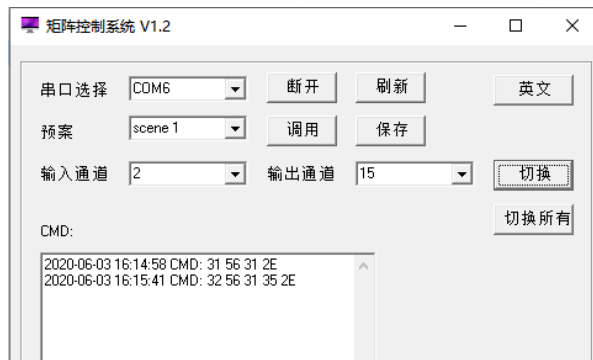 矩阵控制系统 V1.2
串口选择 COM6 断开 刷新 英文
预案 scene 1 调用 保存
输入通道 2 输出通道 15 切换
切换所有
CMD:
2020-06-03 16:14:58 CMD: 31 56 31 2E
2020-06-03 16:15:41 CMD: 32 56 31 35 2E